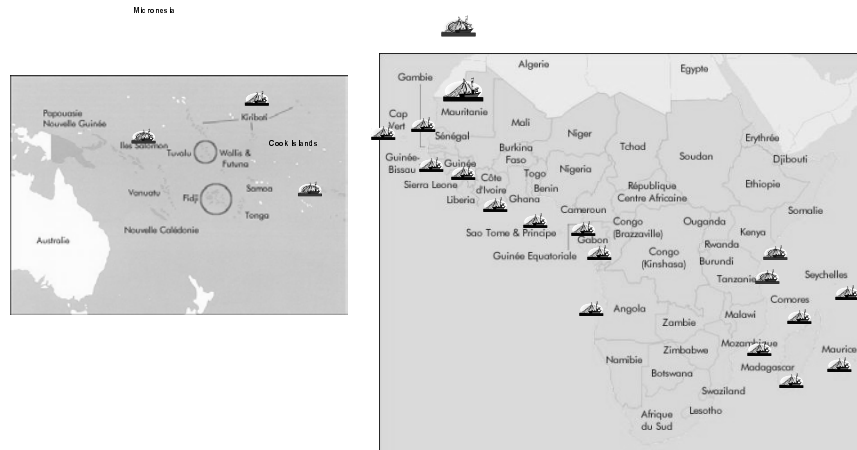 Micronesia
Papouasie
Nouvelle Guinée
Kiribati
Iles Salomon
Tuvalu
Wallis &
Futuna
Cook Islands
Vanuatu
Fidji
Samoa
Tonga
Nouvelle Calédonie
Australie
Algerie
Egypte
Gambie
Mauritanie
Cap
Vert
Mali
Niger
Tchad
Soudan
Erythrée
Djibouti
Sénégal
Burkina
Faso
Guinée-
Bissau
Guinée
Sierra Leone
Liberia
Côte
d'Ivoire
Ghana
Togo
Benin
Nigeria
Cameroun
République
Centre Africaine
Ethiopie
Somalie
Sao Tome & Principe
Guinée Equatoriale
Gabon
Congo
(Brazzaville)
Congo
(Kinshasa)
Ouganda
Rwanda
Burundi
Kenya
Tanzanie
Seychelles
Comores
Angola
Zambie
Malawi
Mozambique
Zimbabwe
Namibie
Botswana
Madagascar
Maurice
Swaziland
Lesotho
Afrique
du Sud